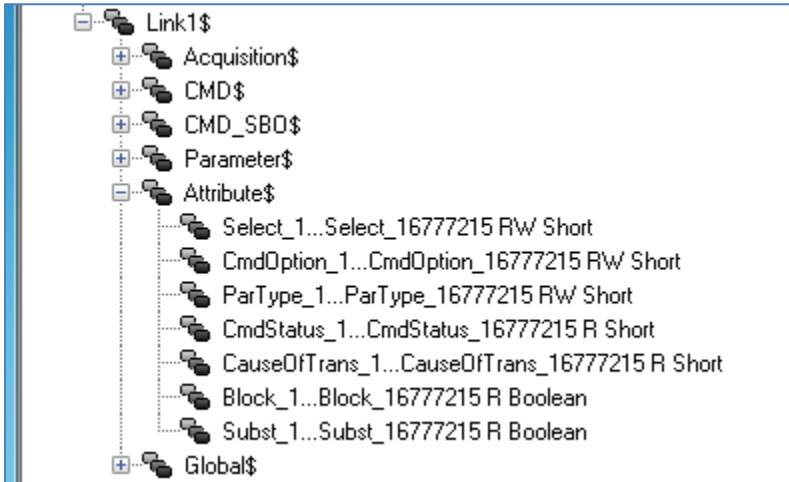 Link1$
Acquisition$
CMD$
CMD_SBO$
Parameter$
Attribute$
Select_1...Select_16777215 RW Short
CmdOption_1...CmdOption_16777215 RW Short
ParType_1...ParType_16777215 RW Short
CmdStatus_1...CmdStatus_16777215 R Short
CauseOfTrans_1...CauseOfTrans_16777215 R Short
Block_1...Block_16777215 R Boolean
Subst_1...Subst_16777215 R Boolean
Global$